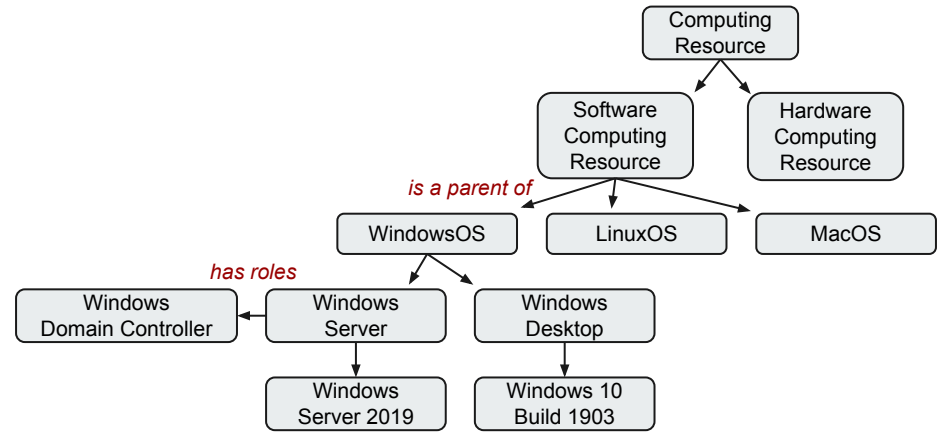 Computing
Resource
Software
Computing
Resource
Hardware
Computing
Resource
is a parent of
WindowsOS
LinuxOS
MacOS
has roles
Windows
Domain Controller
Windows
Server
Windows
Desktop
Windows
Server 2019
Windows 10
Build 1903